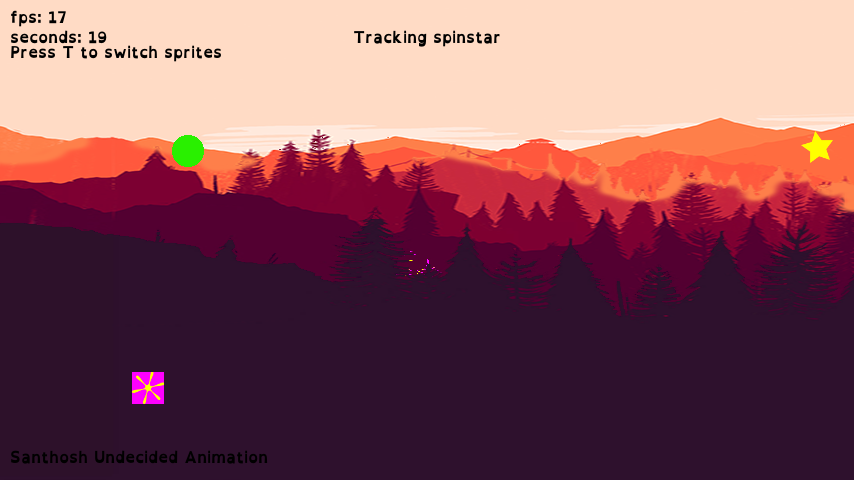 fps: 17
seconds: 19
Tracking spinstar
Press T to switch sprites
Santhosh Undecided Animation